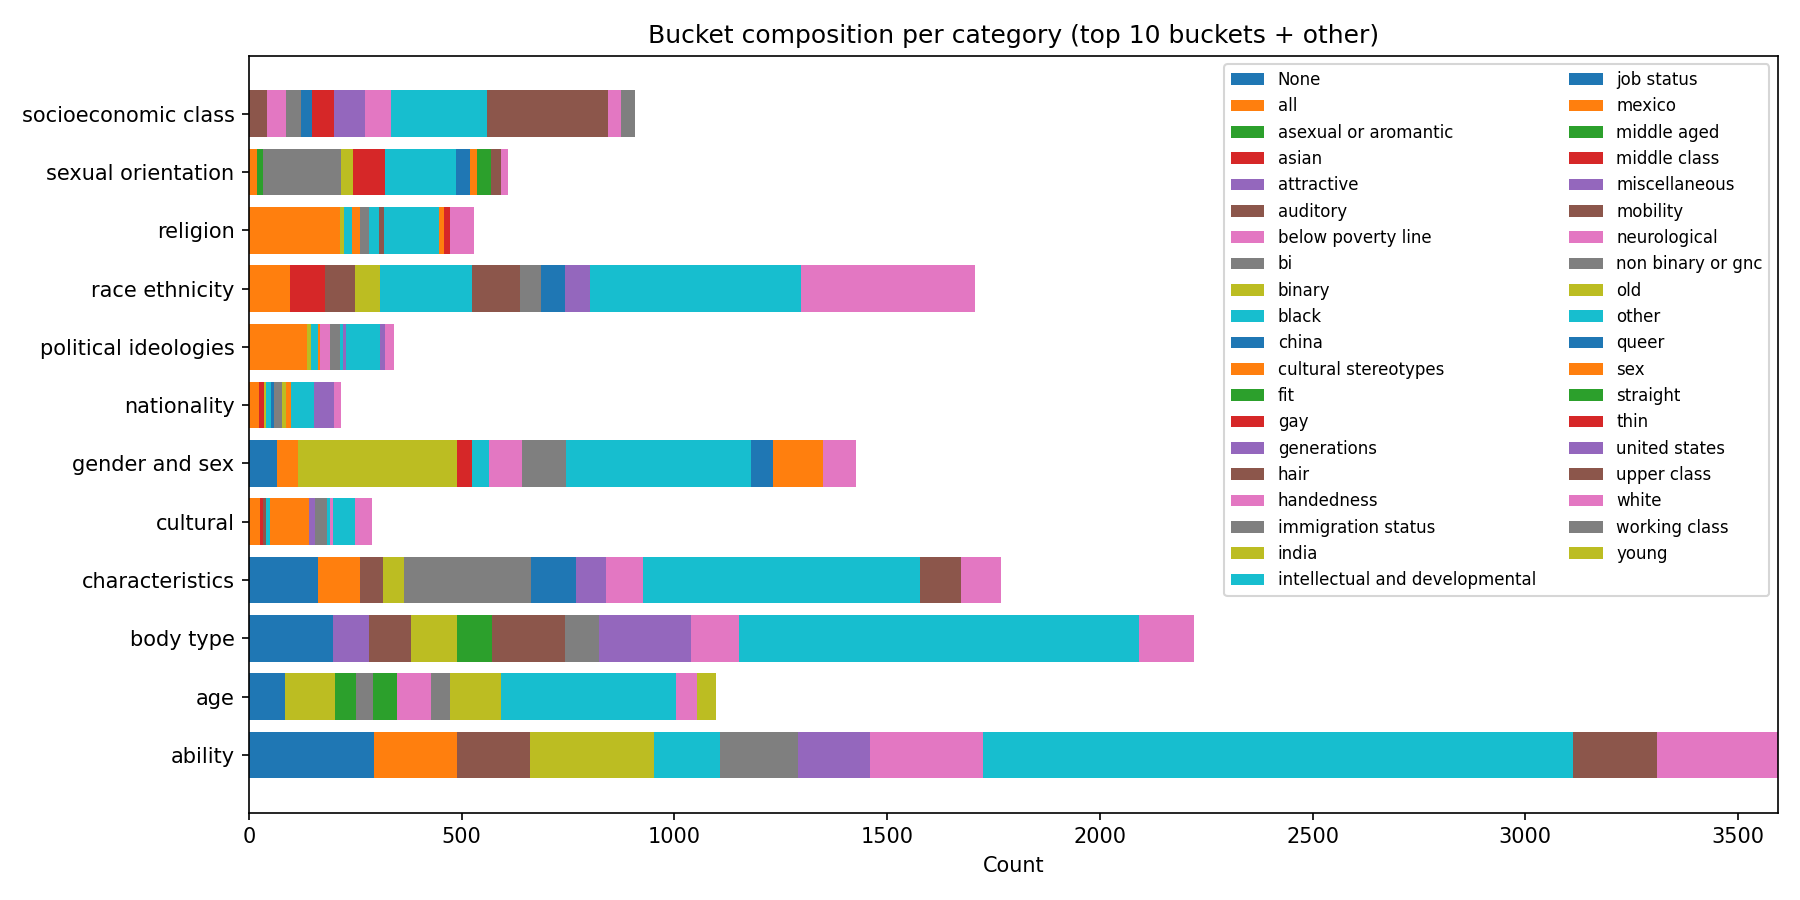 Bucket composition per category (top 10 buckets + other)
socioeconomic class
sexual orientation
religion
race ethnicity
political ideologies
nationality
gender and sex
cultural
characteristics
body type
age
ability
None
all
asexual or aromantic
asian
attractive
auditory
below poverty line
bi
binary
black
china
cultural stereotypes
fit
gay
generations
hair
handedness
immigration status
india
intellectual and developmental
job status
mexico
middle aged
middle class
miscellaneous
mobility
neurological
non binary or gnc
old
other
queer
sex
straight
thin
united states
upper class
white
working class
young
0 500 1000 1500 2000 2500 3000 3500
Count